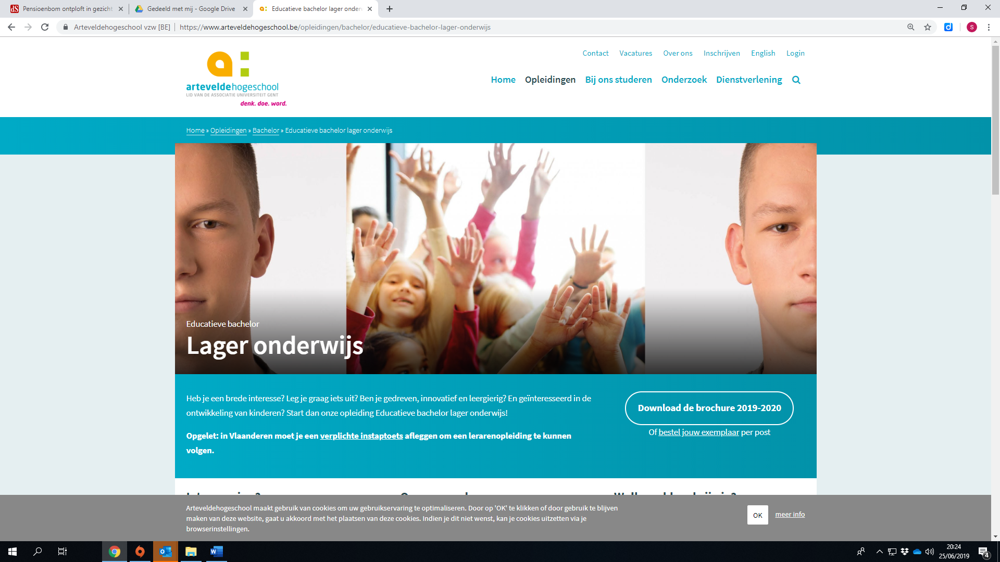 Pensioenbom ontploft in gezicht
Gedeeld met mij - Google Drive
Educatieve bachelor lager onder
Arteveldehogeschool vzw [BE]
https://www.arteveldehogeschool.be/opleidingen/bachelor/educatieve-bachelor-lager-onderwijs
S
Contact Vacatures Over ons Inschrijven English Login
arteveldehogeschool
LID VAN DE ASSOCIATIE UNIVERSITEIT GENT
denk. doe. word.
Home Opleidingen Bij ons studeren Onderzoek Dienstverlening
Home » Opleidingen » Bachelor » Educatieve bachelor lager onderwijs
Educatieve bachelor
Lager onderwijs
Heb je een brede interesse? Leg je graag iets uit? Ben je gedreven, innovatief en leergierig? En geïnteresseerd in de
ontwikkeling van kinderen? Start dan onze opleiding Educatieve bachelor lager onderwijs!
Opgelet: in Vlaanderen moet je een verplichte instaptoets afleggen om een lerarenopleiding te kunnen
volgen.
Download de brochure 2019-2020
Of bestel jouw exemplaar per post
Arteveldehogeschool maakt gebruik van cookies om uw gebruikservaring te optimaliseren. Door op 'OK' te klikken of door gebruik te blijven
maken van deze website, gaat u akkoord met het plaatsen van deze cookies. Indien je dit niet wenst, kan je cookies uitzetten via je
browserinstellingen.
OK
meer info
20:24
25/06/2019
4